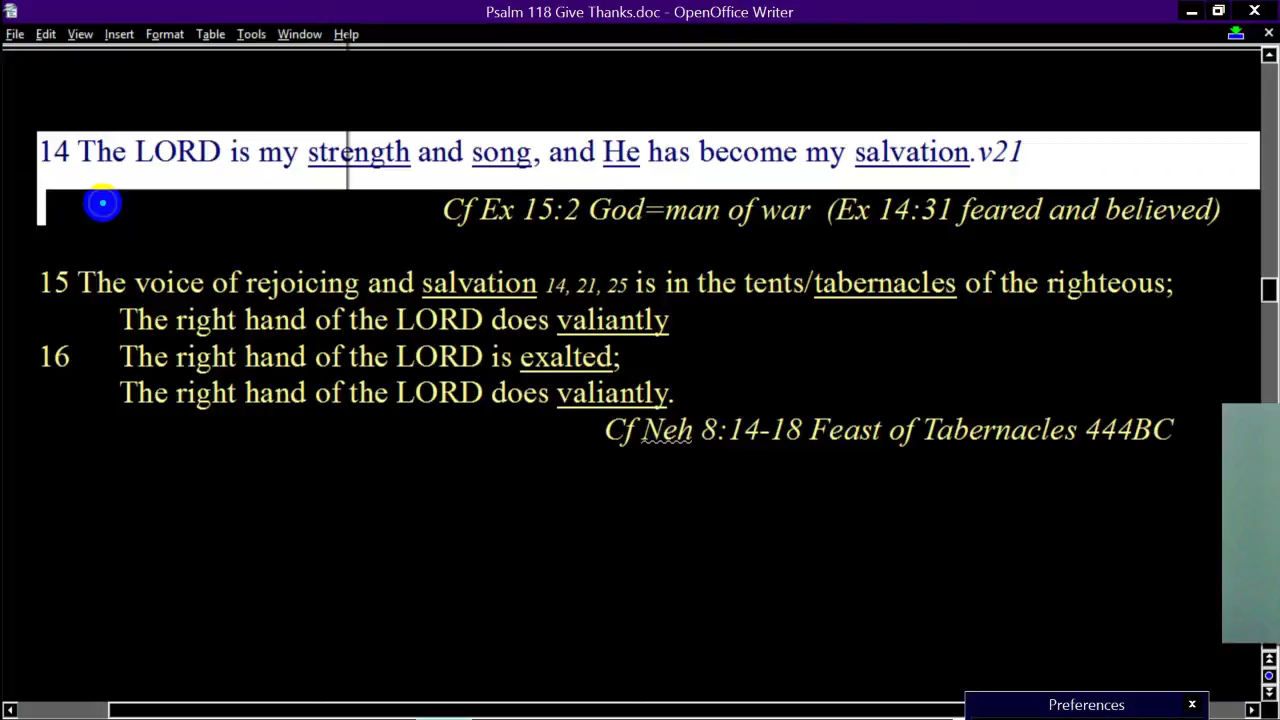 Psalm 118 Give Thanks.doc - OpenOffice Writer
File Edit View Insert Format Table Tools Window Help
14 The LORD is my strength and song, and He has become my salvation.v21
Cf Ex 15:2 God=man of war (Ex 14:31 feared and believed)
15 The voice of rejoicing and salvation 14, 21, 25 is in the tents/tabernacles of the righteous;
The right hand of the LORD does valiantly
16 The right hand of the LORD is exalted;
The right hand of the LORD does valiantly.
Cf Neh 8:14-18 Feast of Tabernacles 444BC
Preferences x